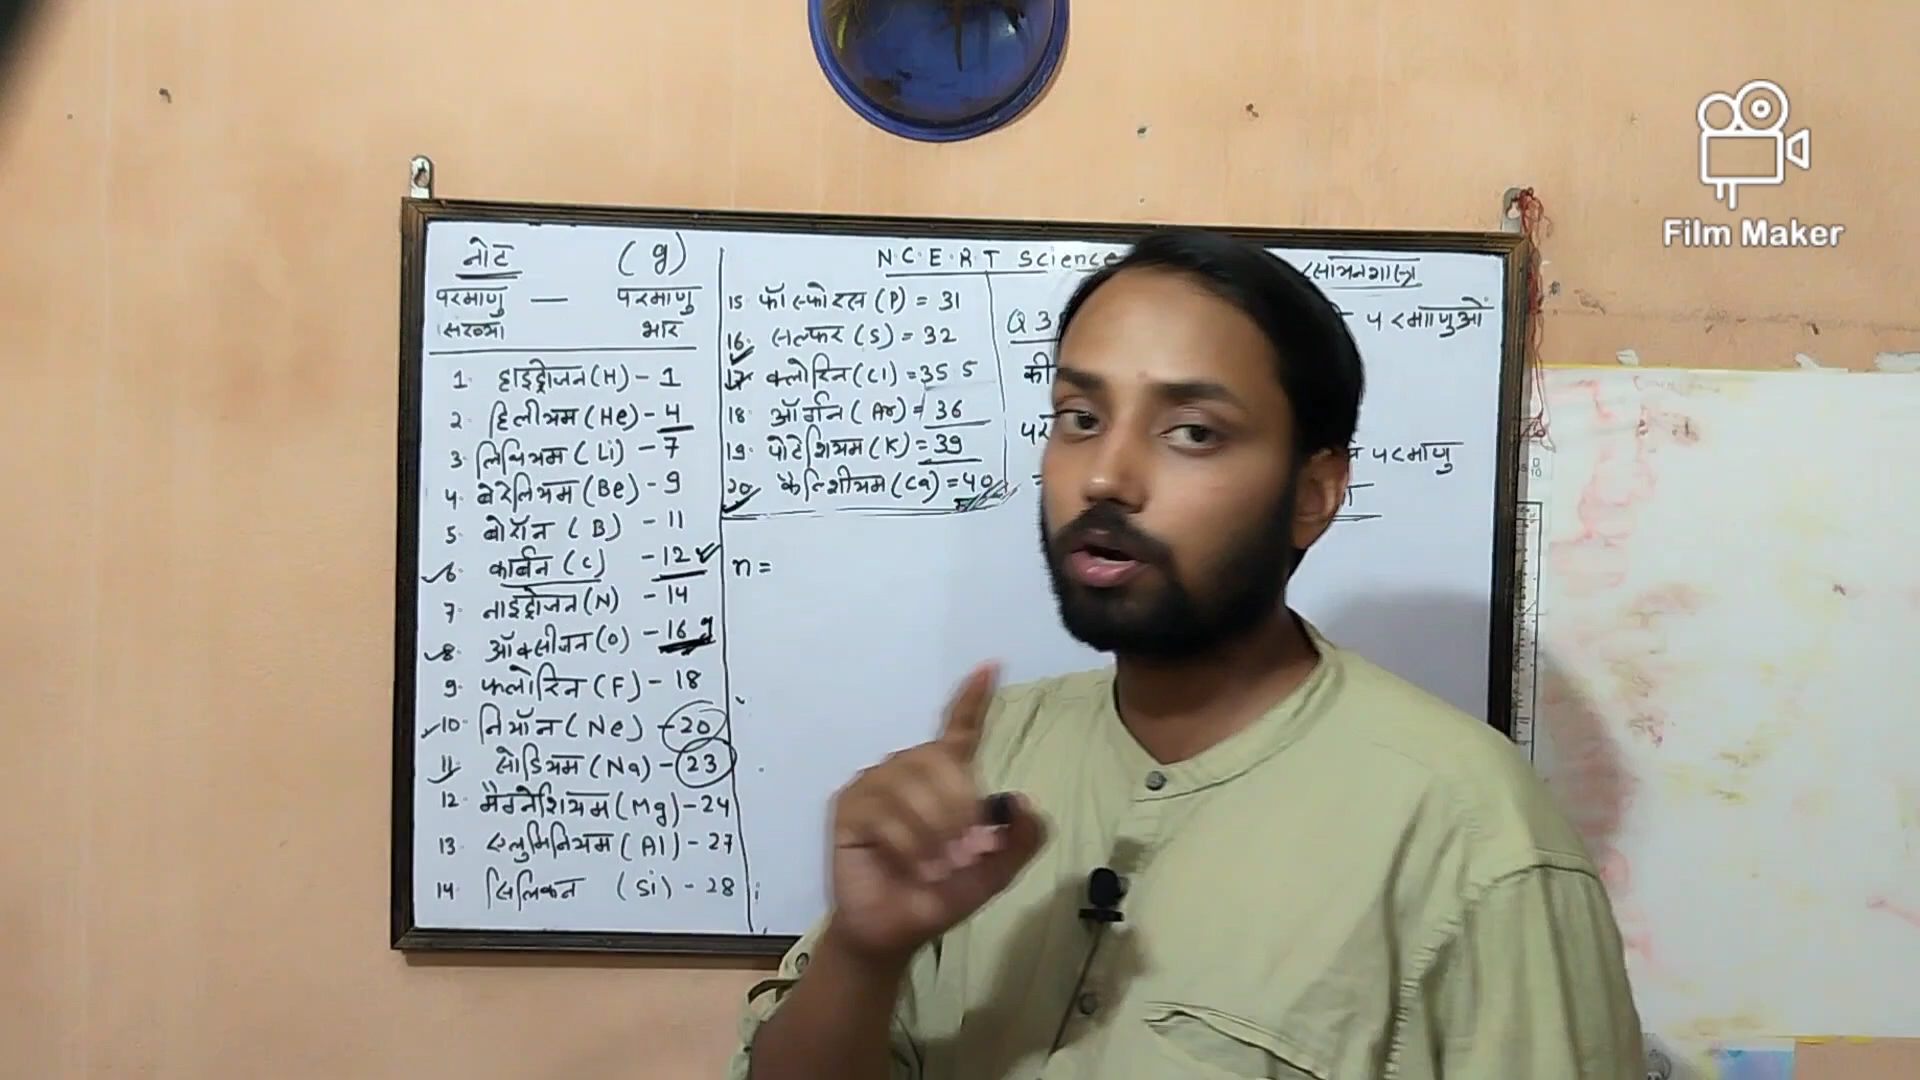 नोट (g)
परमाणु संख्या — परमाणु भार
1. हाइड्रोजन (H) - 1
2. हिलीयम (He) - 4
3. लिथियम (Li) - 7
4. बेरेलियम (Be) - 9
5. बोरॉन (B) - 11
6. कार्बन (C) - 12
7. नाइट्रोजन (N) - 14
8. ऑक्सीजन (O) - 16 g
9. फ्लोरिन (F) - 18
10. नियॉन (Ne) - 20
11. सोडियम (Na) - 23
12. मैग्नेशियम (Mg) - 24
13. एलुमिनियम (Al) - 27
14. सिलिकन (Si) - 28
N.C.E.R.T Science
15. फॉस्फोरस (P) = 31
16. सल्फर (S) = 32
17. क्लोरिन (Cl) = 35 5
18. ऑर्गन (Ar) = 36
19. पोटेशियम (K) = 39
20. कैल्शीयम (Ca) = 40
n =
Q 3
की
परमाणुओं
परमाणु
Film Maker